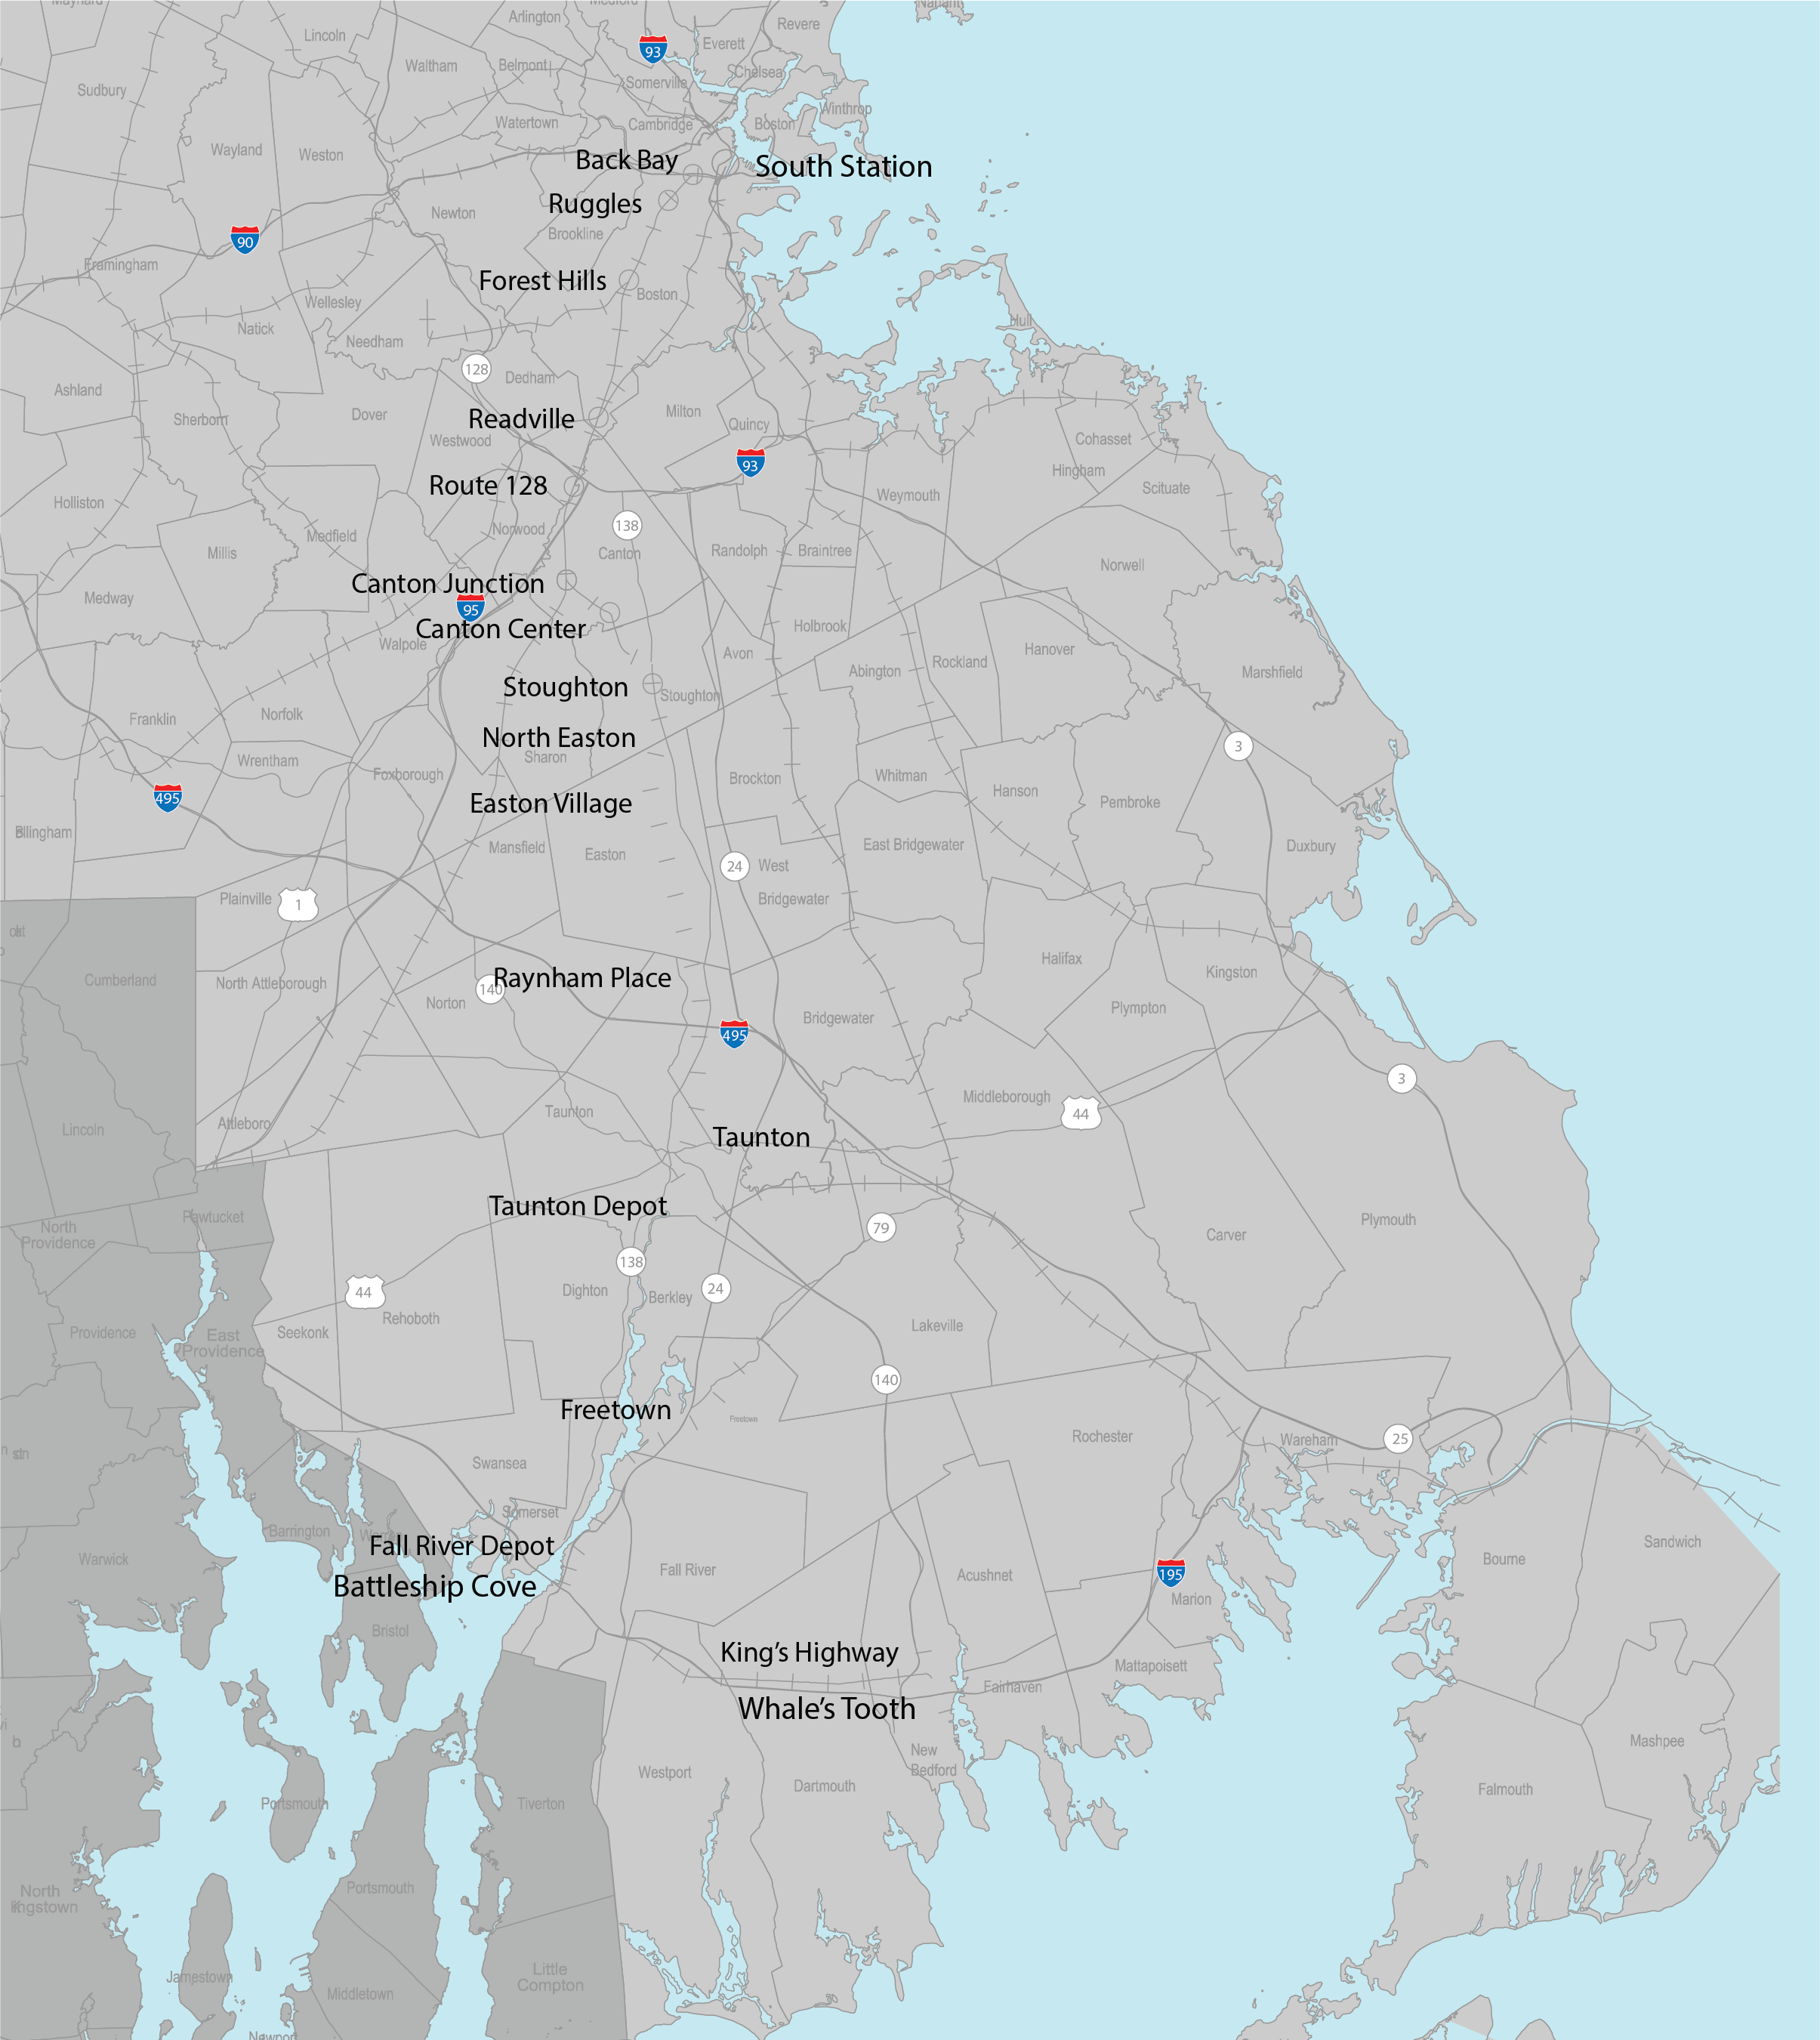 Arlington
Revere
Lincoln
Everett
93
Waltham
Belmont
Chelsea
Sudbury
Somerville
Winthrop
Watertown
Cambridge
Boston
Wayland
Weston
Back Bay
South Station
Ruggles
Newton
Brookline
90
Framingham
Forest Hills
Boston
Wellesley
Hull
Natick
Needham
128
Dedham
Ashland
Dover
Milton
Sherborn
Readville
Quincy
Westwood
Cohasset
93
Hingham
Route 128
Scituate
Weymouth
Holliston
138
Norwood
Medfield
Millis
Canton
Randolph
Braintree
Norwell
Canton Junction
Medway
95
Canton Center
Holbrook
Walpole
Avon
Hanover
Rockland
Abington
Marshfield
Stoughton
Stoughton
Norfolk
Franklin
North Easton
3
Sharon
Wrentham
Foxborough
Brockton
Whitman
Hanson
495
Easton Village
Pembroke
Mansfield
Easton
East Bridgewater
Duxbury
24
West
Bridgewater
Plainville
1
Halifax
Kingston
Cumberland
North Attleborough
140
Raynham Place
Norton
Plympton
Bridgewater
495
3
Middleborough
44
Taunton
Attleboro
Lincoln
Taunton
Taunton Depot
Pawtucket
Plymouth
North
Providence
79
Carver
138
44
Dighton
24
Berkley
Rehoboth
Lakeville
Providence
Seekonk
East
Providence
140
Freetown
Freetown
Rochester
25
Wareham
Swansea
Somerset
Barrington
Fall River Depot
Sandwich
Warwick
Bourne
Fall River
Acushnet
195
Battleship Cove
Marion
Bristol
King's Highway
Mattapoisett
Fairhaven
Whale's Tooth
Mashpee
New
Bedford
Westport
Dartmouth
Falmouth
Portsmouth
Tiverton
Portsmouth
North
Kingstown
Little
Compton
Jamestown
Middletown
Newport